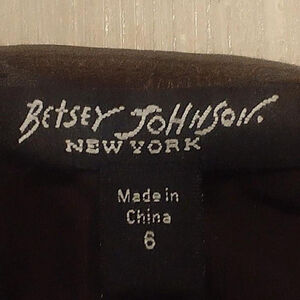 BETSEY JOHNSON.
NEW YORK
Made in
China
6